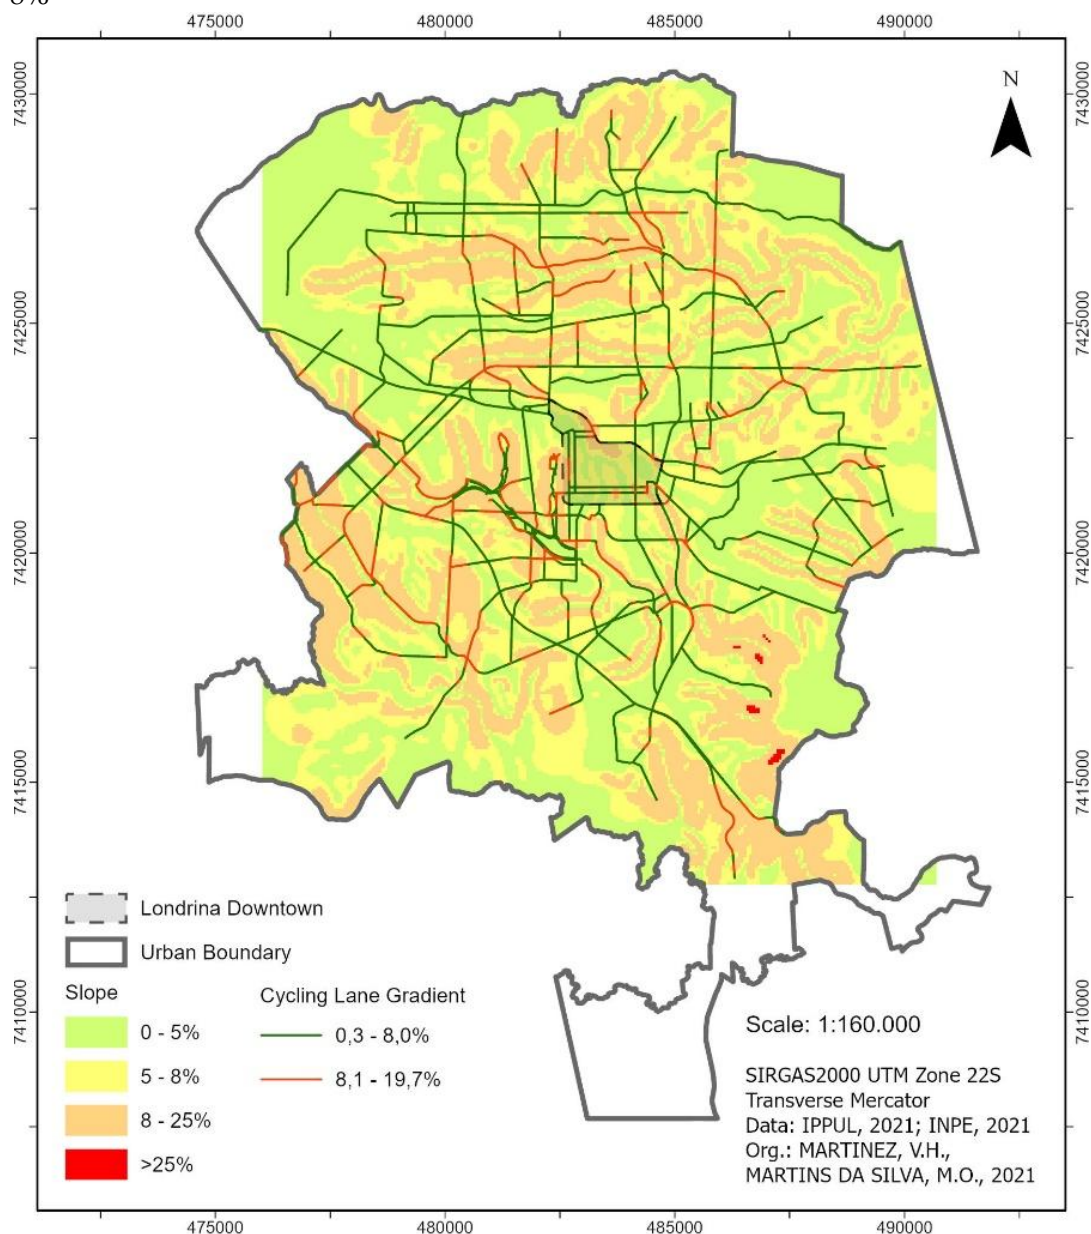 475000 480000 485000 490000
7430000 7430000
N
7425000 7425000
7420000 7420000
7415000 7415000
7410000 7410000
Londrina Downtown
Urban Boundary
Slope
0 - 5%
5 - 8%
8 - 25%
>25%
Cycling Lane Gradient
0,3 - 8,0%
8,1 - 19,7%
Scale: 1:160.000
SIRGAS2000 UTM Zone 22S
Transverse Mercator
Data: IPPUL, 2021; INPE, 2021
Org.: MARTINEZ, V.H.,
MARTINS DA SILVA, M.O., 2021
475000 480000 485000 490000